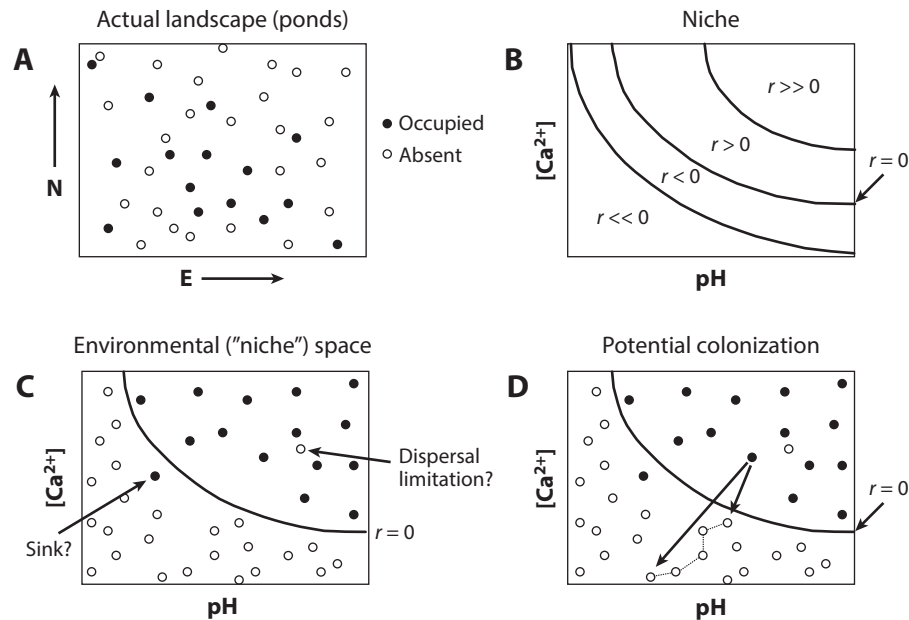 Actual landscape (ponds)
A
N
E
Occupied
Absent
Niche
B
[Ca²⁺]
r >> 0
r > 0
r < 0
r << 0
r = 0
pH
Environmental ("niche") space
C
[Ca²⁺]
Dispersal
limitation?
Sink?
r = 0
pH
Potential colonization
D
[Ca²⁺]
r = 0
pH